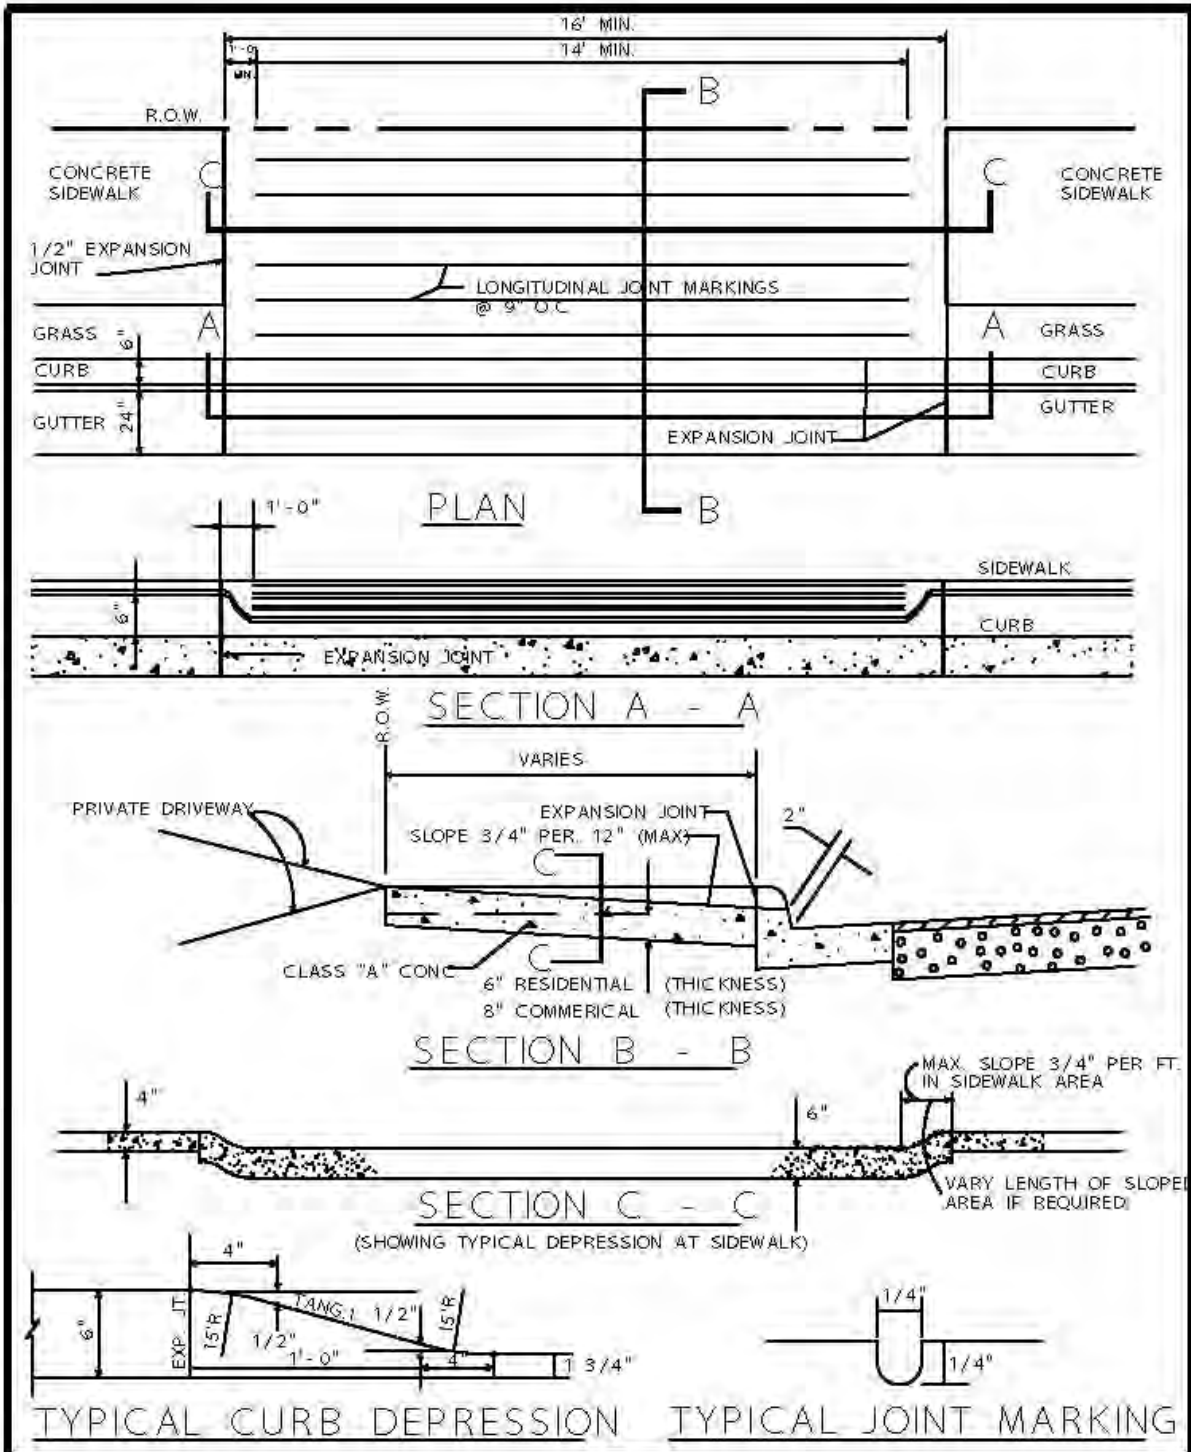 16' MIN.
1'-0"
MIN.
14' MIN.
B
R.O.W.
CONCRETE
SIDEWALK
C
C
CONCRETE
SIDEWALK
1/2" EXPANSION
JOINT
LONGITUDINAL JOINT MARKINGS
@ 9" O.C
GRASS
6"
A
A
GRASS
CURB
CURB
GUTTER
24"
GUTTER
EXPANSION JOINT
1'-0"
PLAN
B
SIDEWALK
6"
CURB
EXPANSION JOINT
SECTION A - A
R.O.W.
VARIES
PRIVATE DRIVEWAY
EXPANSION JOINT
2"
SLOPE 3/4" PER. 12" (MAX)
C
CLASS "A" CONC
C
6" RESIDENTIAL (THICKNESS)
8" COMMERICAL (THICKNESS)
SECTION B - B
MAX. SLOPE 3/4" PER FT.
IN SIDEWALK AREA
4"
6"
VARY LENGTH OF SLOPED
AREA IF REQUIRED
SECTION C - C
(SHOWING TYPICAL DEPRESSION AT SIDEWALK)
4"
6"
EXP. JT.
15'R
TANG.
1/2"
1/2"
15'R
1'-0"
4"
1 3/4"
1/4"
1/4"
TYPICAL CURB DEPRESSION
TYPICAL JOINT MARKING